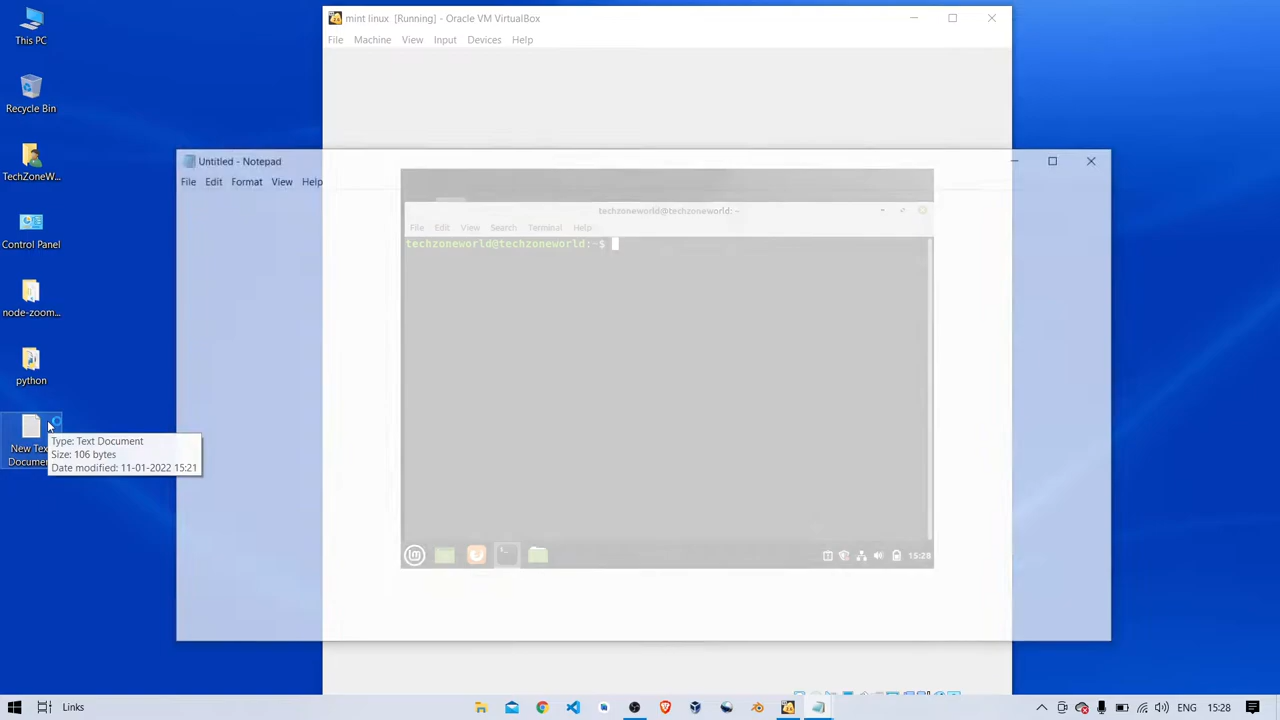 This PC
Recycle Bin
TechZoneW...
Control Panel
node-zoom...
python
New Tex
Documen
Type: Text Document
Size: 106 bytes
Date modified: 11-01-2022 15:21
mint linux [Running] - Oracle VM VirtualBox
File Machine View Input Devices Help
Untitled - Notepad
File Edit Format View Help
techzoneworld@techzoneworld: ~
File Edit View Search Terminal Help
techzoneworld@techzoneworld:~$
15:28
Links
ENG
15:28